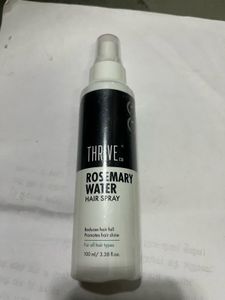 THRIVE
CO
ROSEMARY
WATER
HAIR SPRAY
Reduces hair fall
Promotes hair shine
For all hair types
100 ml/ 3.38 fl.oz.